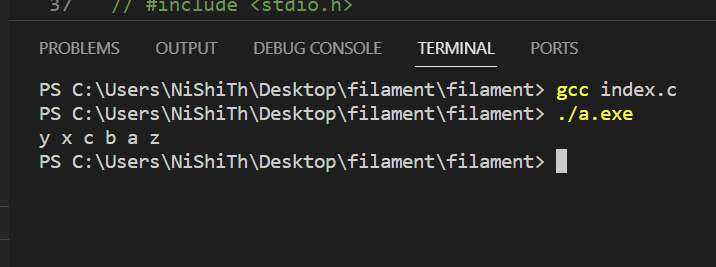 37 // #include <stdio.h>
PROBLEMS OUTPUT DEBUG CONSOLE TERMINAL PORTS
PS C:\Users\NiShiTh\Desktop\filament\filament> gcc index.c
PS C:\Users\NiShiTh\Desktop\filament\filament> ./a.exe
y x c b a z
PS C:\Users\NiShiTh\Desktop\filament\filament>